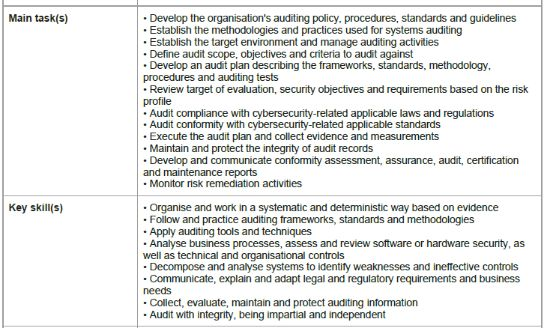 Main task(s)
• Develop the organisation's auditing policy, procedures, standards and guidelines
• Establish the methodologies and practices used for systems auditing
• Establish the target environment and manage auditing activities
• Define audit scope, objectives and criteria to audit against
• Develop an audit plan describing the frameworks, standards, methodology,
procedures and auditing tests
• Review target of evaluation, security objectives and requirements based on the risk
profile
• Audit compliance with cybersecurity-related applicable laws and regulations
• Audit conformity with cybersecurity-related applicable standards
• Execute the audit plan and collect evidence and measurements
• Maintain and protect the integrity of audit records
• Develop and communicate conformity assessment, assurance, audit, certification
and maintenance reports
• Monitor risk remediation activities
Key skill(s)
• Organise and work in a systematic and deterministic way based on evidence
• Follow and practice auditing frameworks, standards and methodologies
• Apply auditing tools and techniques
• Analyse business processes, assess and review software or hardware security, as
well as technical and organisational controls
• Decompose and analyse systems to identify weaknesses and ineffective controls
• Communicate, explain and adapt legal and regulatory requirements and business
needs
• Collect, evaluate, maintain and protect auditing information
• Audit with integrity, being impartial and independent